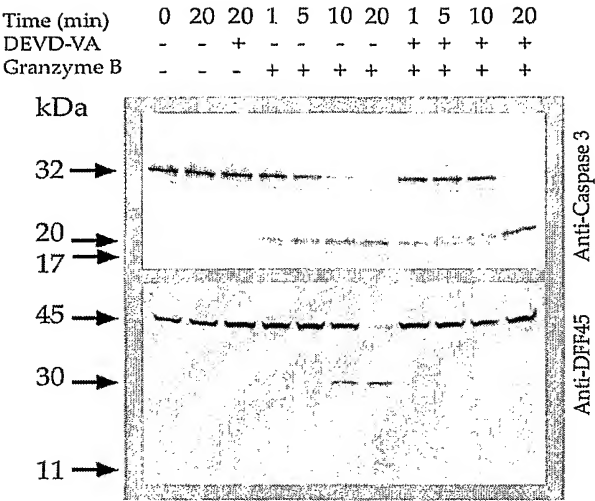 Time (min) 0 20 20 1 5 10 20 1 5 10 20
DEVD-VA - - + - - - - + + + +
Granzyme B - - - + + + + + + + +
kDa
32
20
17
Anti-Caspase 3
45
30
11
Anti-DFF45